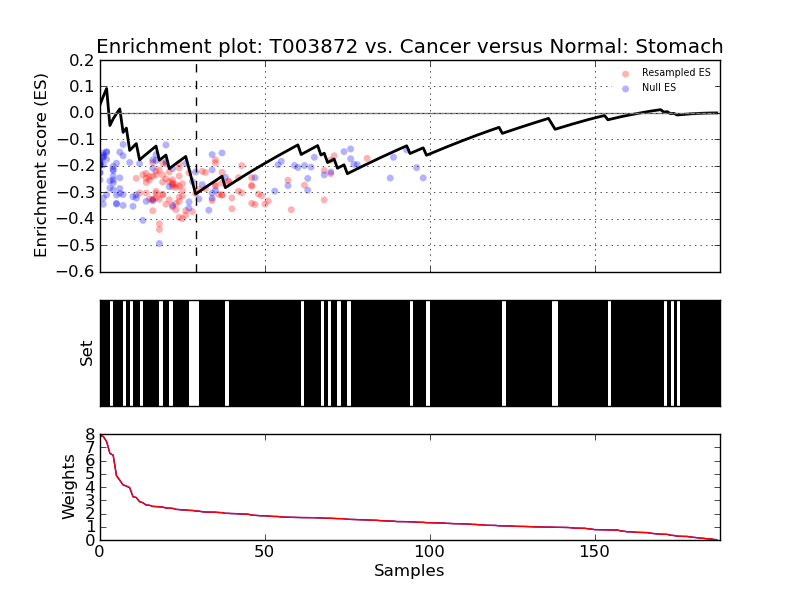 Enrichment plot: T003872 vs. Cancer versus Normal: Stomach
Enrichment score (ES)
0.2
0.1
0.0
−0.1
−0.2
−0.3
−0.4
−0.5
−0.6
Resampled ES
Null ES
Set
Weights
8
7
6
5
4
3
2
1
0
0 50 100 150
Samples